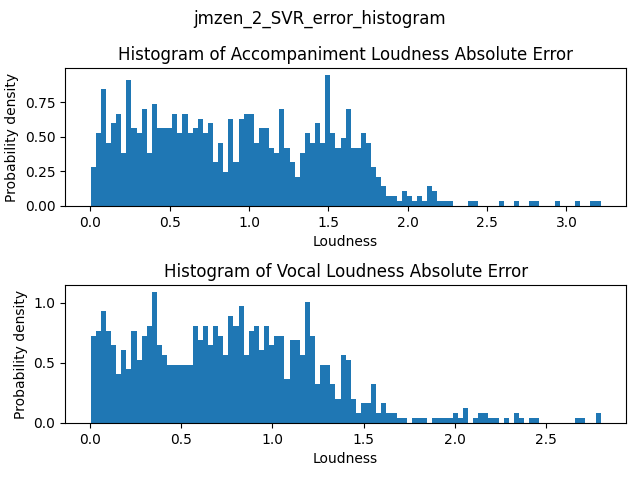 jmzen_2_SVR_error_histogram
Histogram of Accompaniment Loudness Absolute Error
Probability density
0.75
0.50
0.25
0.00
0.0 0.5 1.0 1.5 2.0 2.5 3.0
Loudness
Histogram of Vocal Loudness Absolute Error
Probability density
1.0
0.5
0.0
0.0 0.5 1.0 1.5 2.0 2.5
Loudness